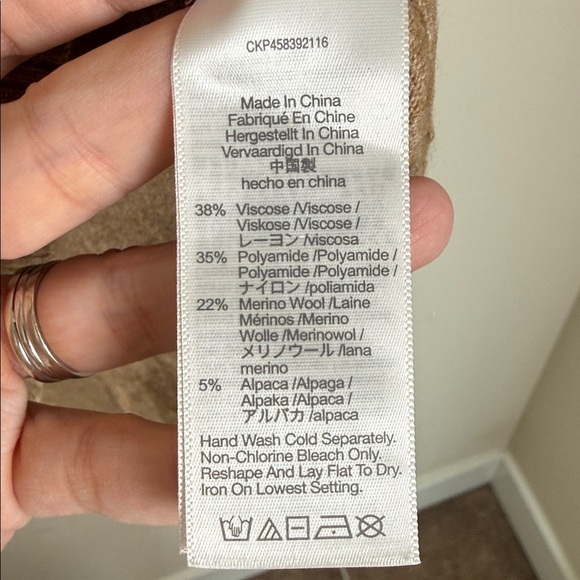 CKP458392116
Made In China
Fabriqué En Chine
Hergestellt In China
Vervaardigd In China
中国製
hecho en china
38% Viscose /Viscose /
Viskose /Viscose /
レーヨン /viscosa
35% Polyamide /Polyamide /
Polyamide /Polyamide /
ナイロン /poliamida
22% Merino Wool /Laine
Mérinos /Merino
Wolle /Merinowol /
メリノウール /lana
merino
5% Alpaca /Alpaga /
Alpaka /Alpaca /
アルパカ /alpaca
Hand Wash Cold Separately.
Non-Chlorine Bleach Only.
Reshape And Lay Flat To Dry.
Iron On Lowest Setting.